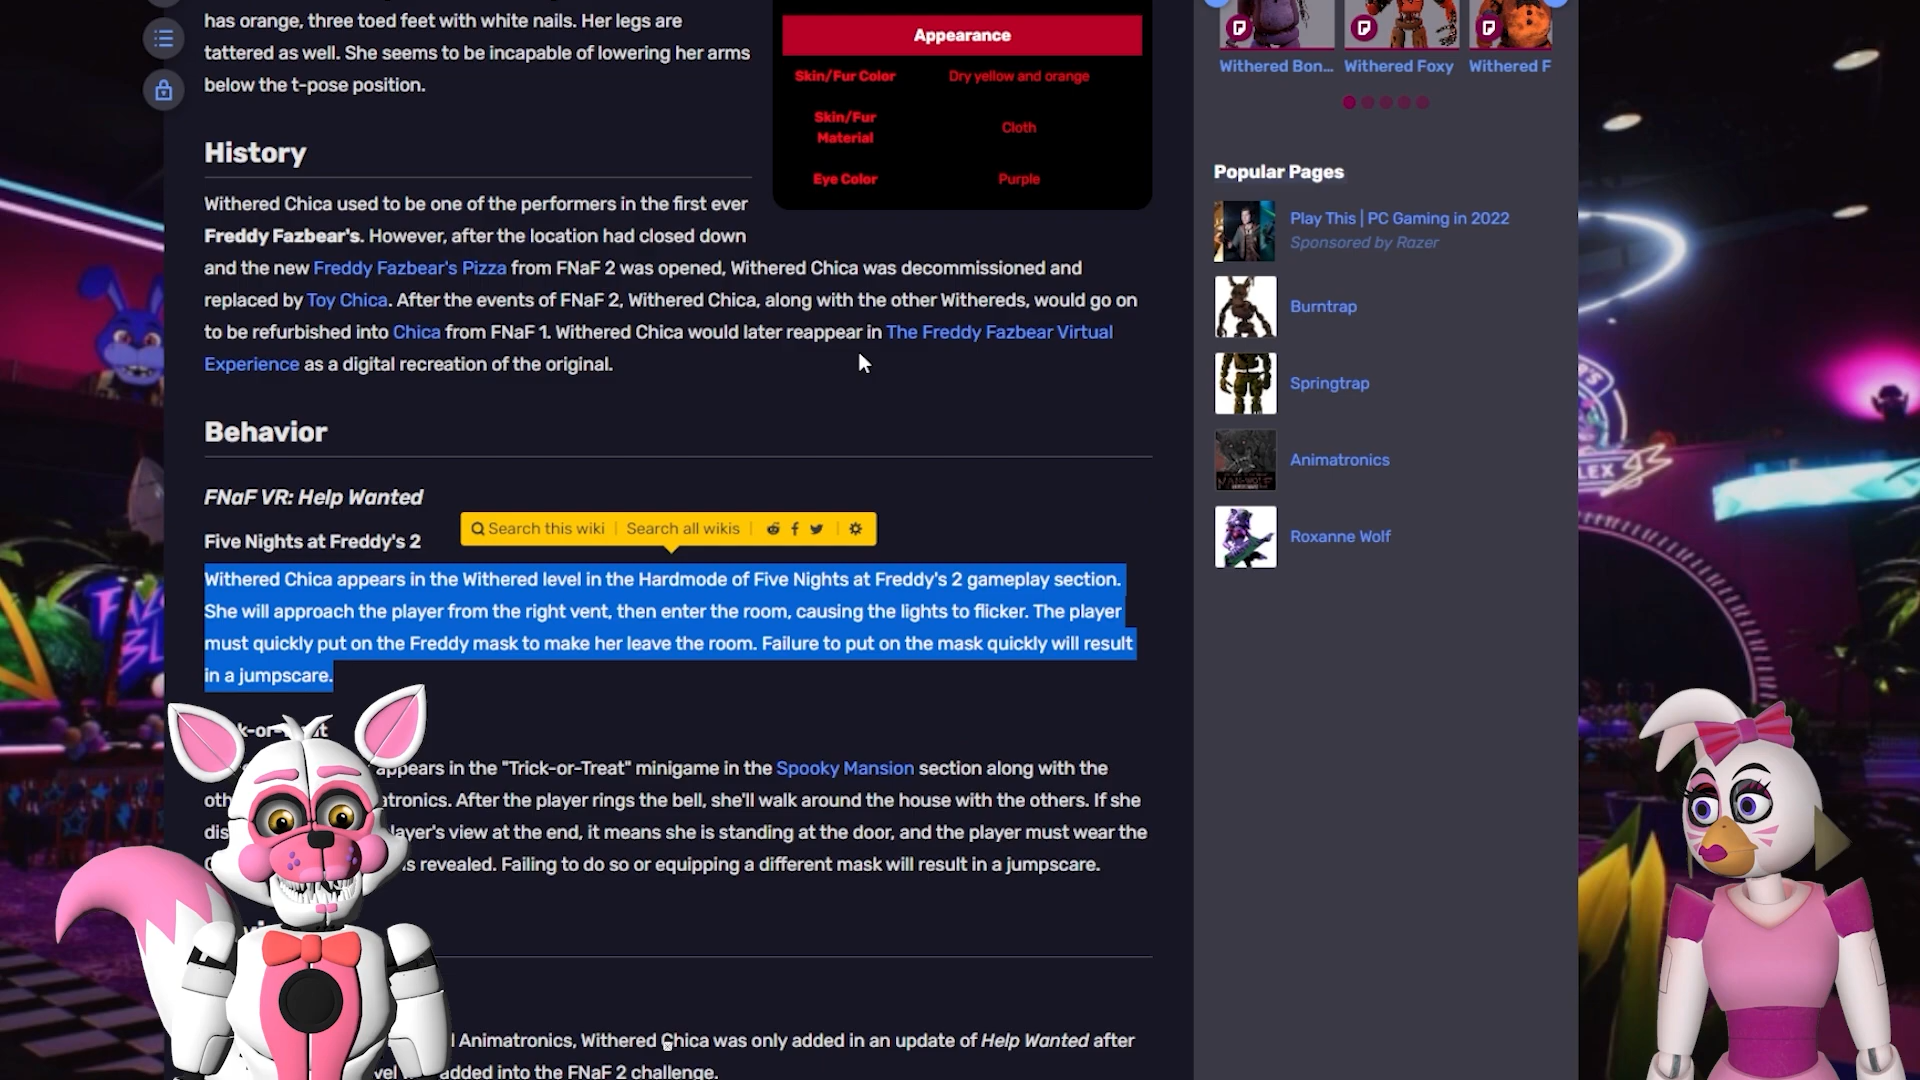 has orange, three toed feet with white nails. Her legs are
tattered as well. She seems to be incapable of lowering her arms
below the t-pose position.
History
Withered Chica used to be one of the performers in the first ever
Freddy Fazbear's. However, after the location had closed down
and the new Freddy Fazbear's Pizza from FNaF 2 was opened, Withered Chica was decommissioned and
replaced by Toy Chica. After the events of FNaF 2, Withered Chica, along with the other Withereds, would go on
to be refurbished into Chica from FNaF 1. Withered Chica would later reappear in The Freddy Fazbear Virtual
Experience as a digital recreation of the original.
Behavior
FNaF VR: Help Wanted
Search this wiki
Search all wikis
Five Nights at Freddy's 2
Withered Chica appears in the Withered level in the Hardmode of Five Nights at Freddy's 2 gameplay section.
She will approach the player from the right vent, then enter the room, causing the lights to flicker. The player
must quickly put on the Freddy mask to make her leave the room. Failure to put on the mask quickly will result
in a jumpscare.
appears in the "Trick-or-Treat" minigame in the Spooky Mansion section along with the
atronics. After the player rings the bell, she'll walk around the house with the others. If she
layer's view at the end, it means she is standing at the door, and the player must wear the
is revealed. Failing to do so or equipping a different mask will result in a jumpscare.
l Animatronics, Withered Chica was only added in an update of Help Wanted after
added into the FNaF 2 challenge.
Appearance
Skin/Fur Color
Dry yellow and orange
Skin/Fur
Material
Cloth
Eye Color
Purple
Withered Bon...
Withered Foxy
Withered F
Popular Pages
Play This | PC Gaming in 2022
Sponsored by Razer
Burntrap
Springtrap
Animatronics
Roxanne Wolf